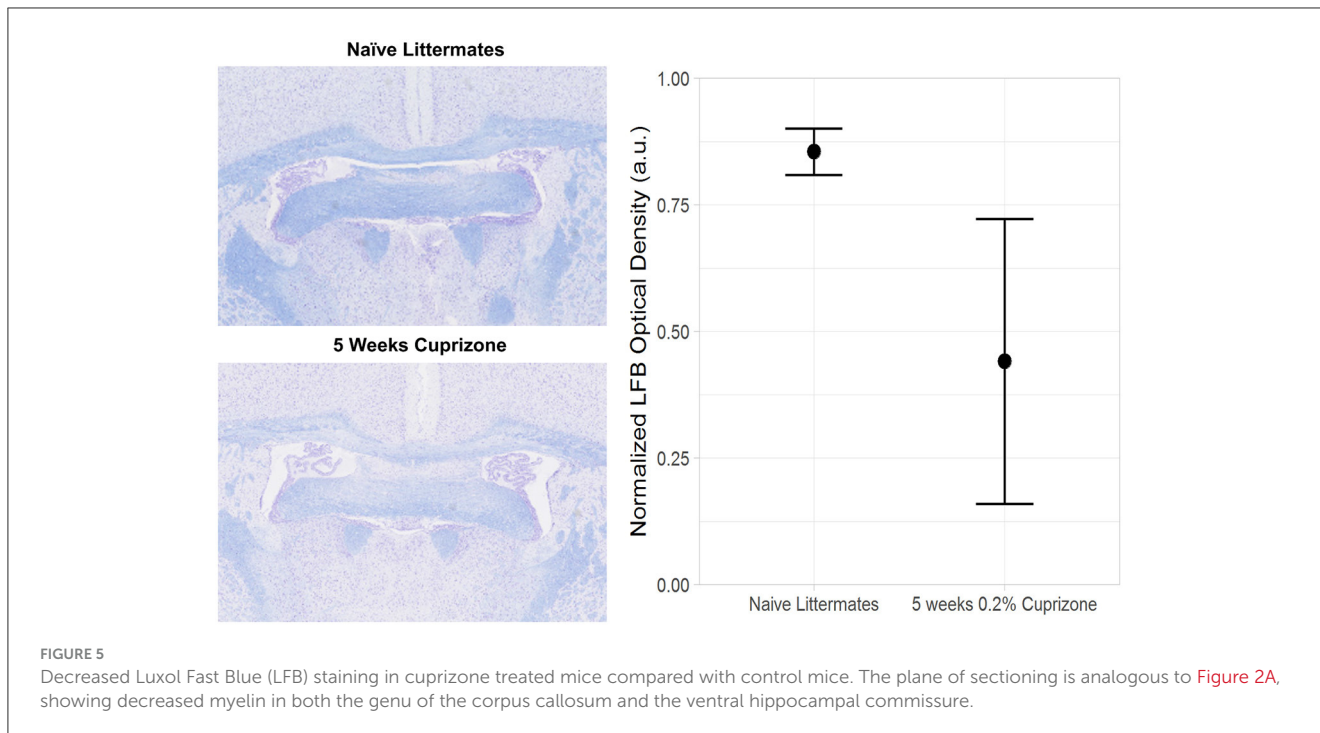 Naïve Littermates
5 Weeks Cuprizone
Normalized LFB Optical Density (a.u.)
1.00
0.75
0.50
0.25
0.00
Naive Littermates
5 weeks 0.2% Cuprizone
FIGURE 5
Decreased Luxol Fast Blue (LFB) staining in cuprizone treated mice compared with control mice. The plane of sectioning is analogous to Figure 2A,
showing decreased myelin in both the genu of the corpus callosum and the ventral hippocampal commissure.